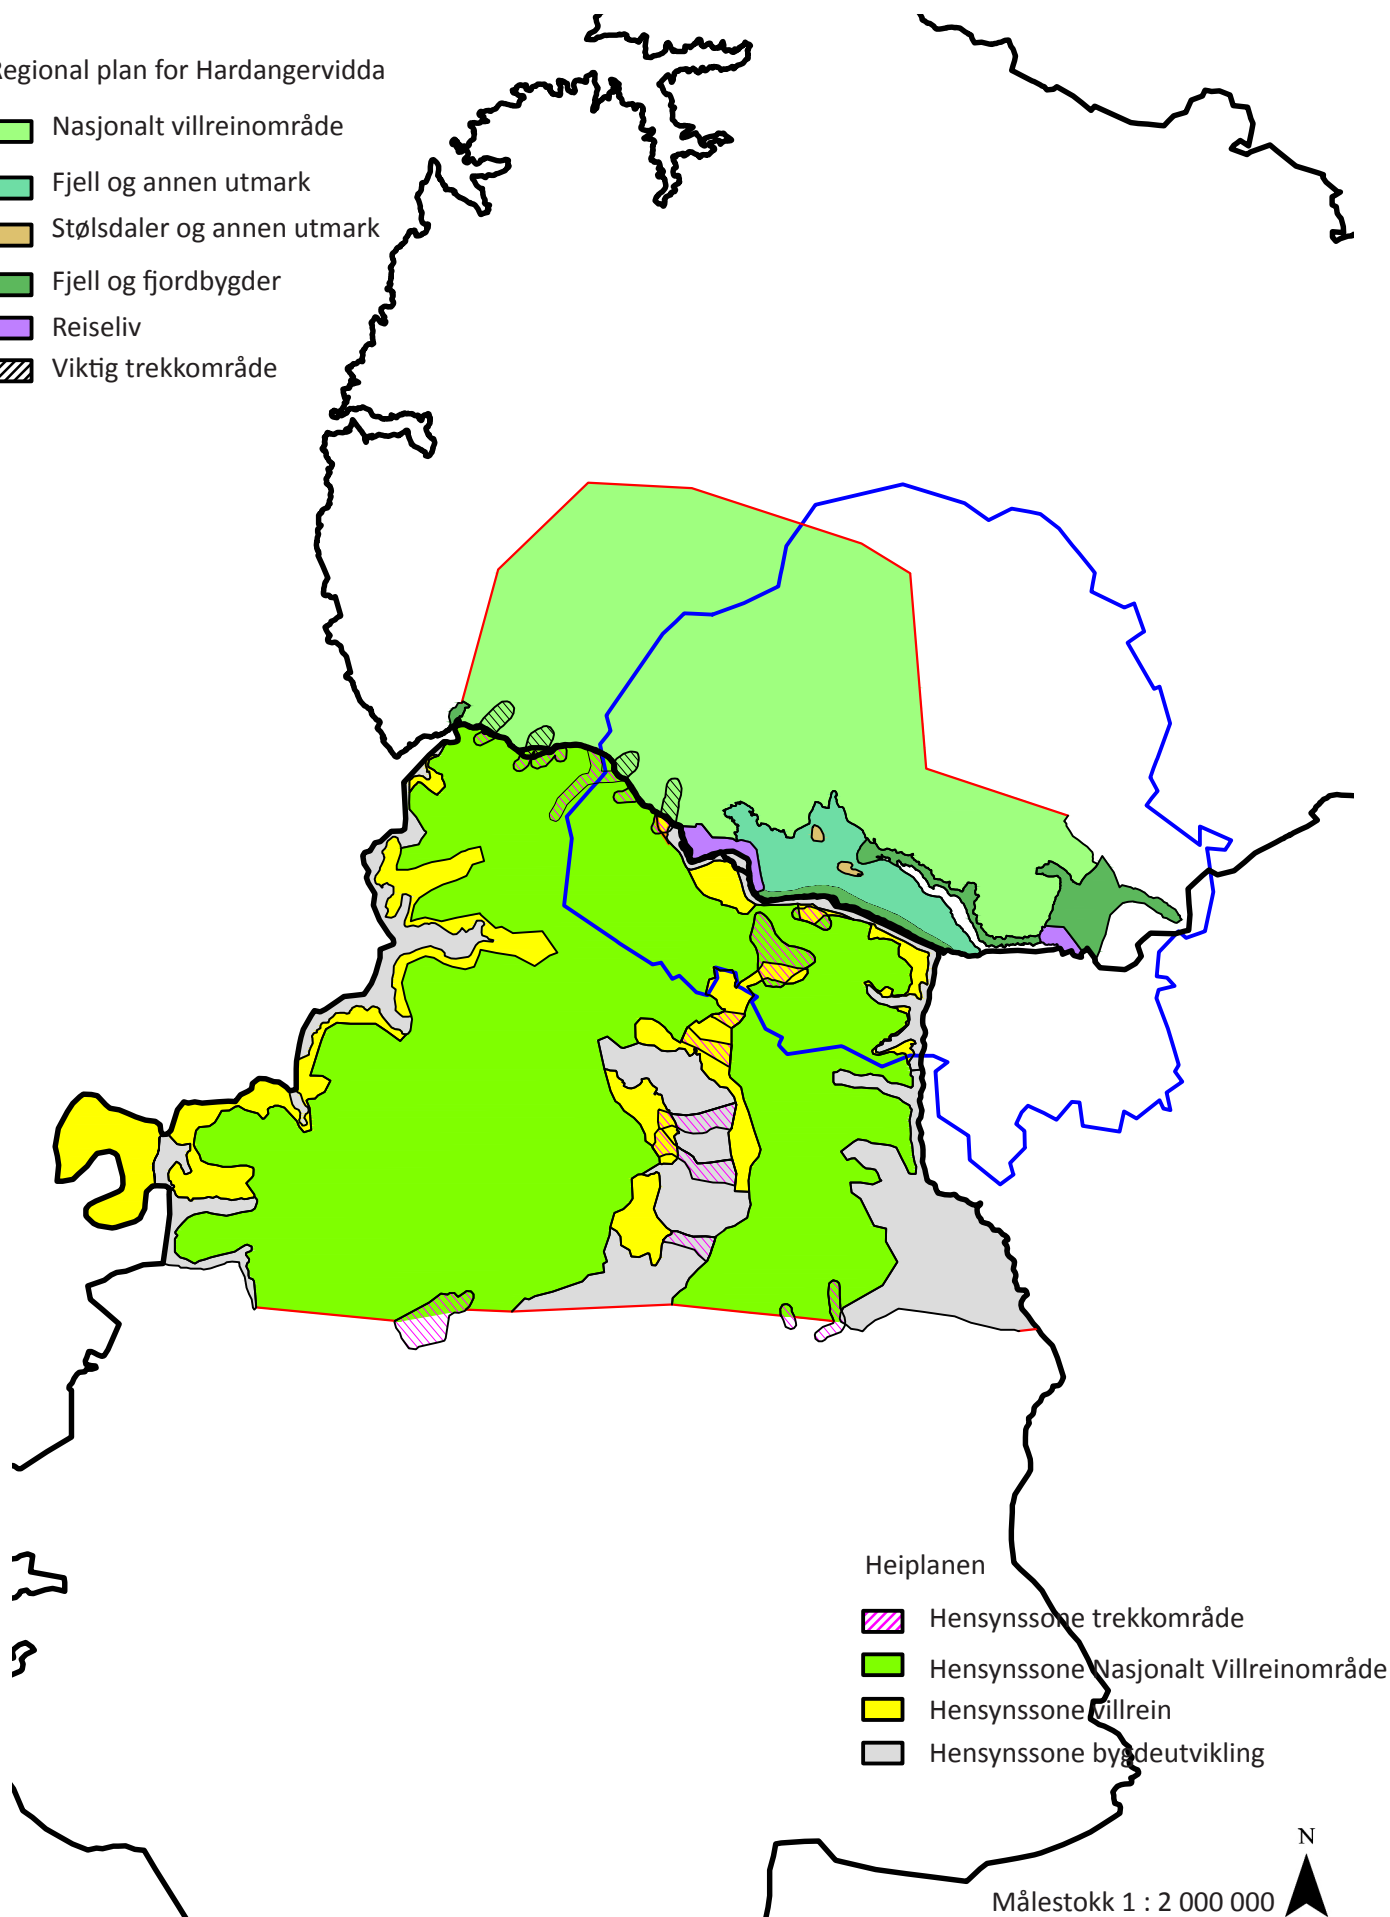 Regional plan for Hardangervidda
Nasjonalt villreinområde
Fjell og annen utmark
Stølsdaler og annen utmark
Fjell og fjordbygder
Reiseliv
Viktig trekkområde
Heiplanen
Hensynssone trekkområde
Hensynssone Nasjonalt Villreinområde
Hensynssone villrein
Hensynssone bygdeutvikling
N
Målestokk 1 : 2 000 000